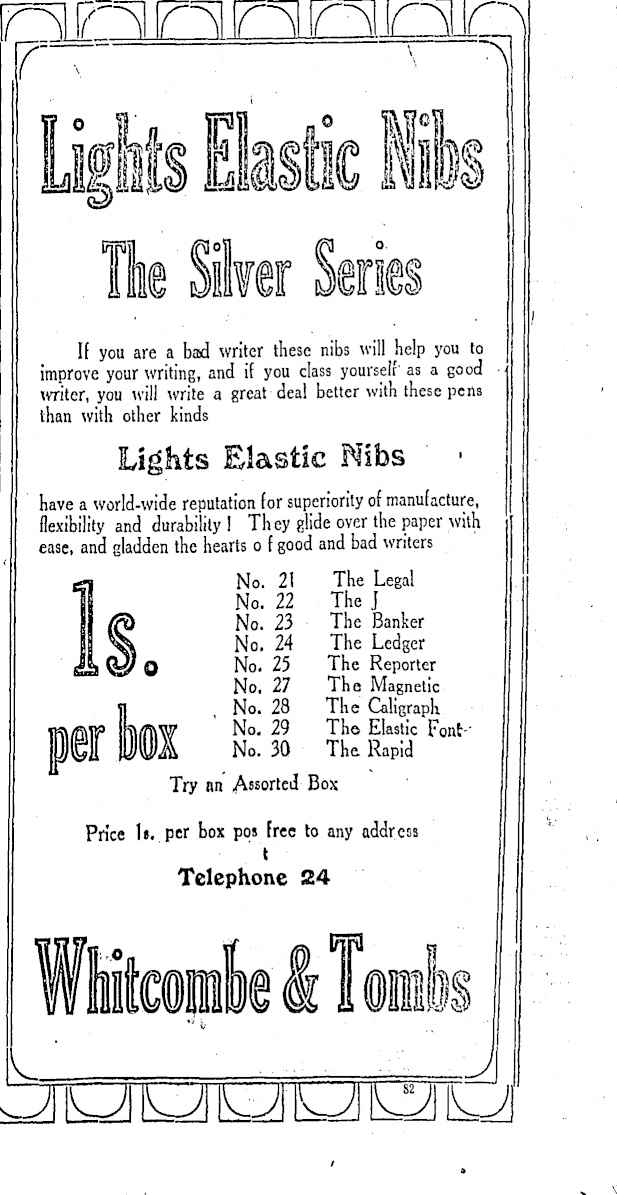 Lights Elastic Nibs
The Silver Series
If you are a bad writer these nibs will help you to
improve your writing, and if you class yourself as a good
writer, you will write a great deal better with these pens
than with other kinds
Lights Elastic Nibs
have a world-wide reputation for superiority of manufacture,
flexibility and durability ! They glide over the paper with
ease, and gladden the hearts o f good and bad writers
1s.
per box
No. 21 The Legal
No. 22 The J
No. 23 The Banker
No. 24 The Ledger
No. 25 The Reporter
No. 27 The Magnetic
No. 28 The Caligraph
No. 29 The Elastic Font
No. 30 The Rapid
Try an Assorted Box
Price 1s. per box pos free to any address
t
Telephone 24
Whitcombe & Tombs
82